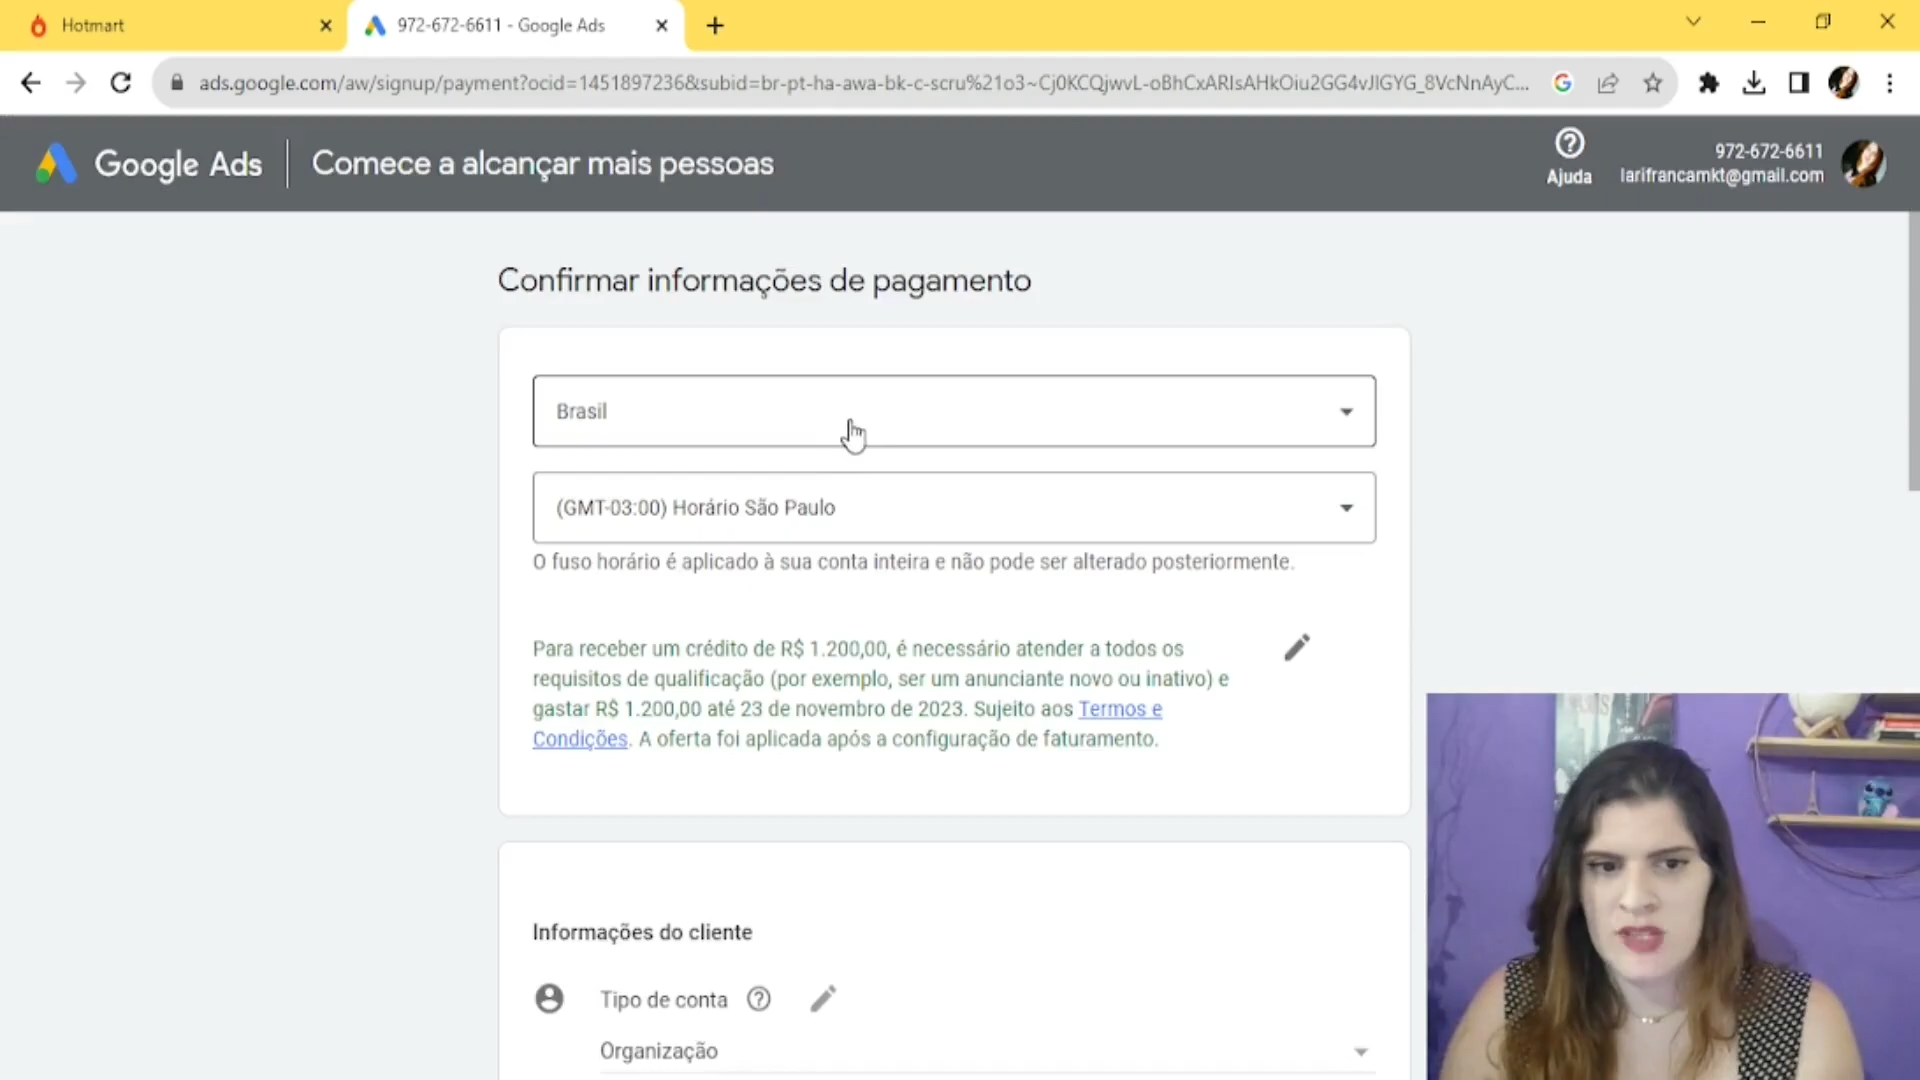 Hotmart
972-672-6611 - Google Ads
ads.google.com/aw/signup/payment?ocid=1451897236&subid=br-pt-ha-awa-bk-c-scru%21o3~Cj0KCQjwvL-oBhCxARIsAHkOiu2GG4vJlGYG_8VcNnAyC...
Google Ads
Comece a alcançar mais pessoas
Ajuda
972-672-6611
larifrancamkt@gmail.com
Confirmar informações de pagamento
Brasil
(GMT-03:00) Horário São Paulo
O fuso horário é aplicado à sua conta inteira e não pode ser alterado posteriormente.
Para receber um crédito de R$ 1.200,00, é necessário atender a todos os
requisitos de qualificação (por exemplo, ser um anunciante novo ou inativo) e
gastar R$ 1.200,00 até 23 de novembro de 2023. Sujeito aos Termos e
Condições. A oferta foi aplicada após a configuração de faturamento.
Informações do cliente
Tipo de conta
Organização